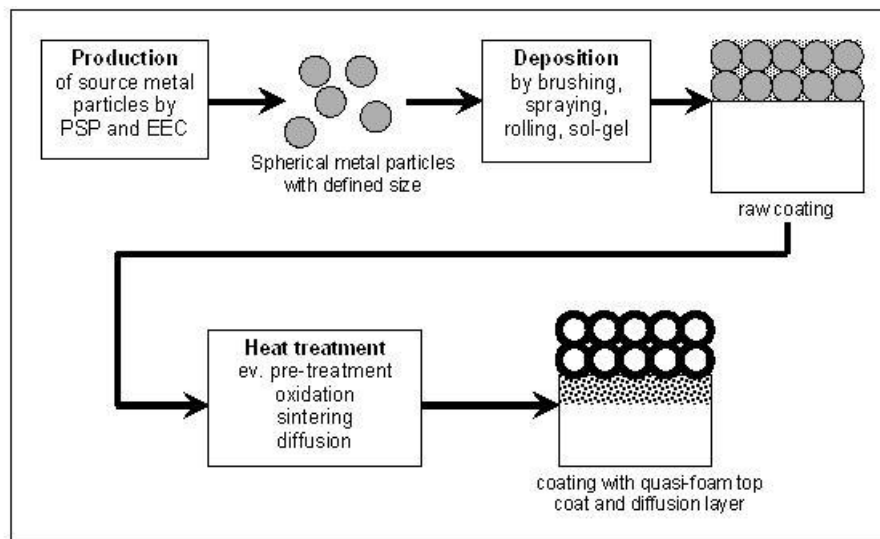 Production
of source metal
particles by
PSP and EEC
Spherical metal particles
with defined size
Deposition
by brushing,
spraying,
rolling, sol-gel
raw coating
Heat treatment
ev. pre-treatment
oxidation
sintering
diffusion
coating with quasi-foam top
coat and diffusion layer